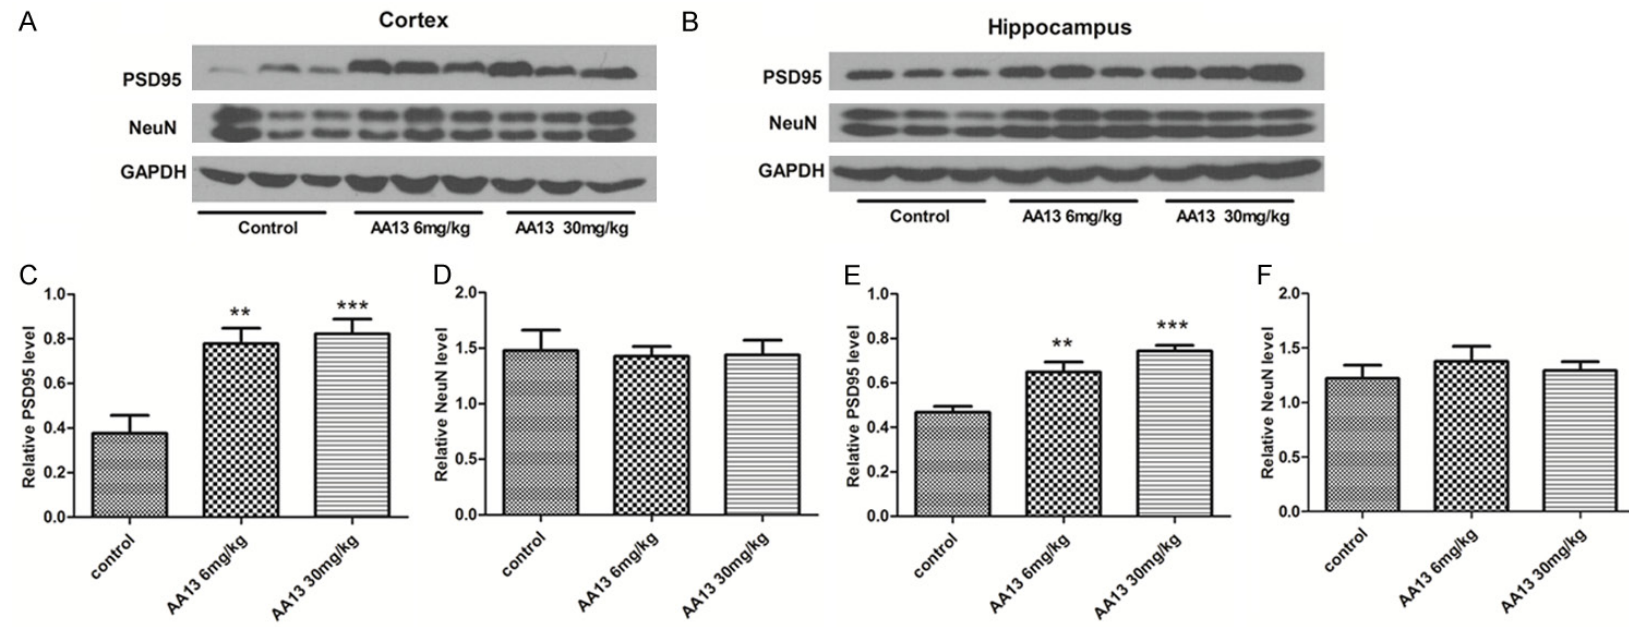 A
Cortex
PSD95
NeuN
GAPDH
Control
AA13 6mg/kg
AA13 30mg/kg
B
Hippocampus
PSD95
NeuN
GAPDH
Control
AA13 6mg/kg
AA13 30mg/kg
C
Relative PSD95 level
1.0
0.8
0.6
0.4
0.2
0.0
**
***
control
AA13 6mg/kg
AA13 30mg/kg
D
Relative NeuN level
2.0
1.5
1.0
0.5
0.0
control
AA13 6mg/kg
AA13 30mg/kg
E
Relative PSD95 level
1.0
0.8
0.6
0.4
0.2
0.0
**
***
control
AA13 6mg/kg
AA13 30mg/kg
F
Relative NeuN level
2.0
1.5
1.0
0.5
0.0
control
AA13 6mg/kg
AA13 30mg/kg